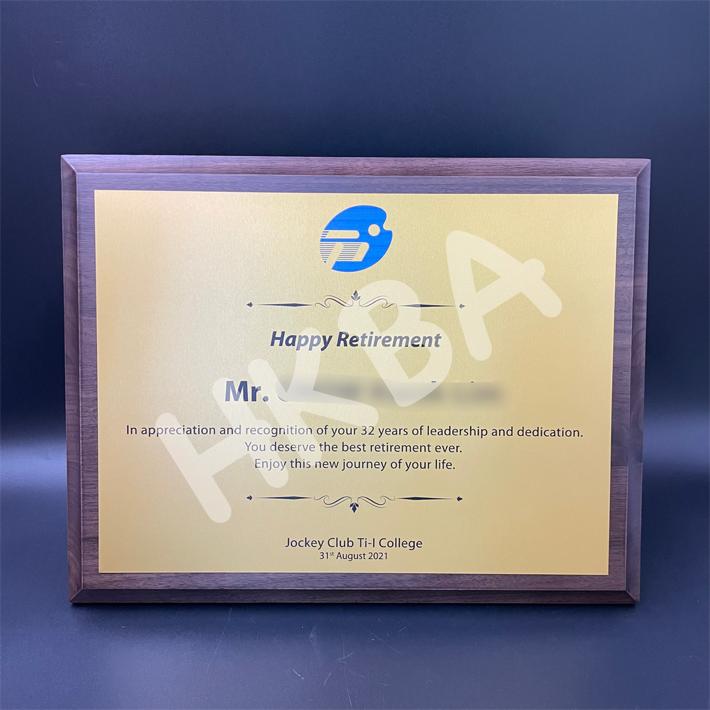 Happy Retirement
Mr.
In appreciation and recognition of your 32 years of leadership and dedication.
You deserve the best retirement ever.
Enjoy this new journey of your life.
Jockey Club Ti-I College
31st August 2021
HKBA